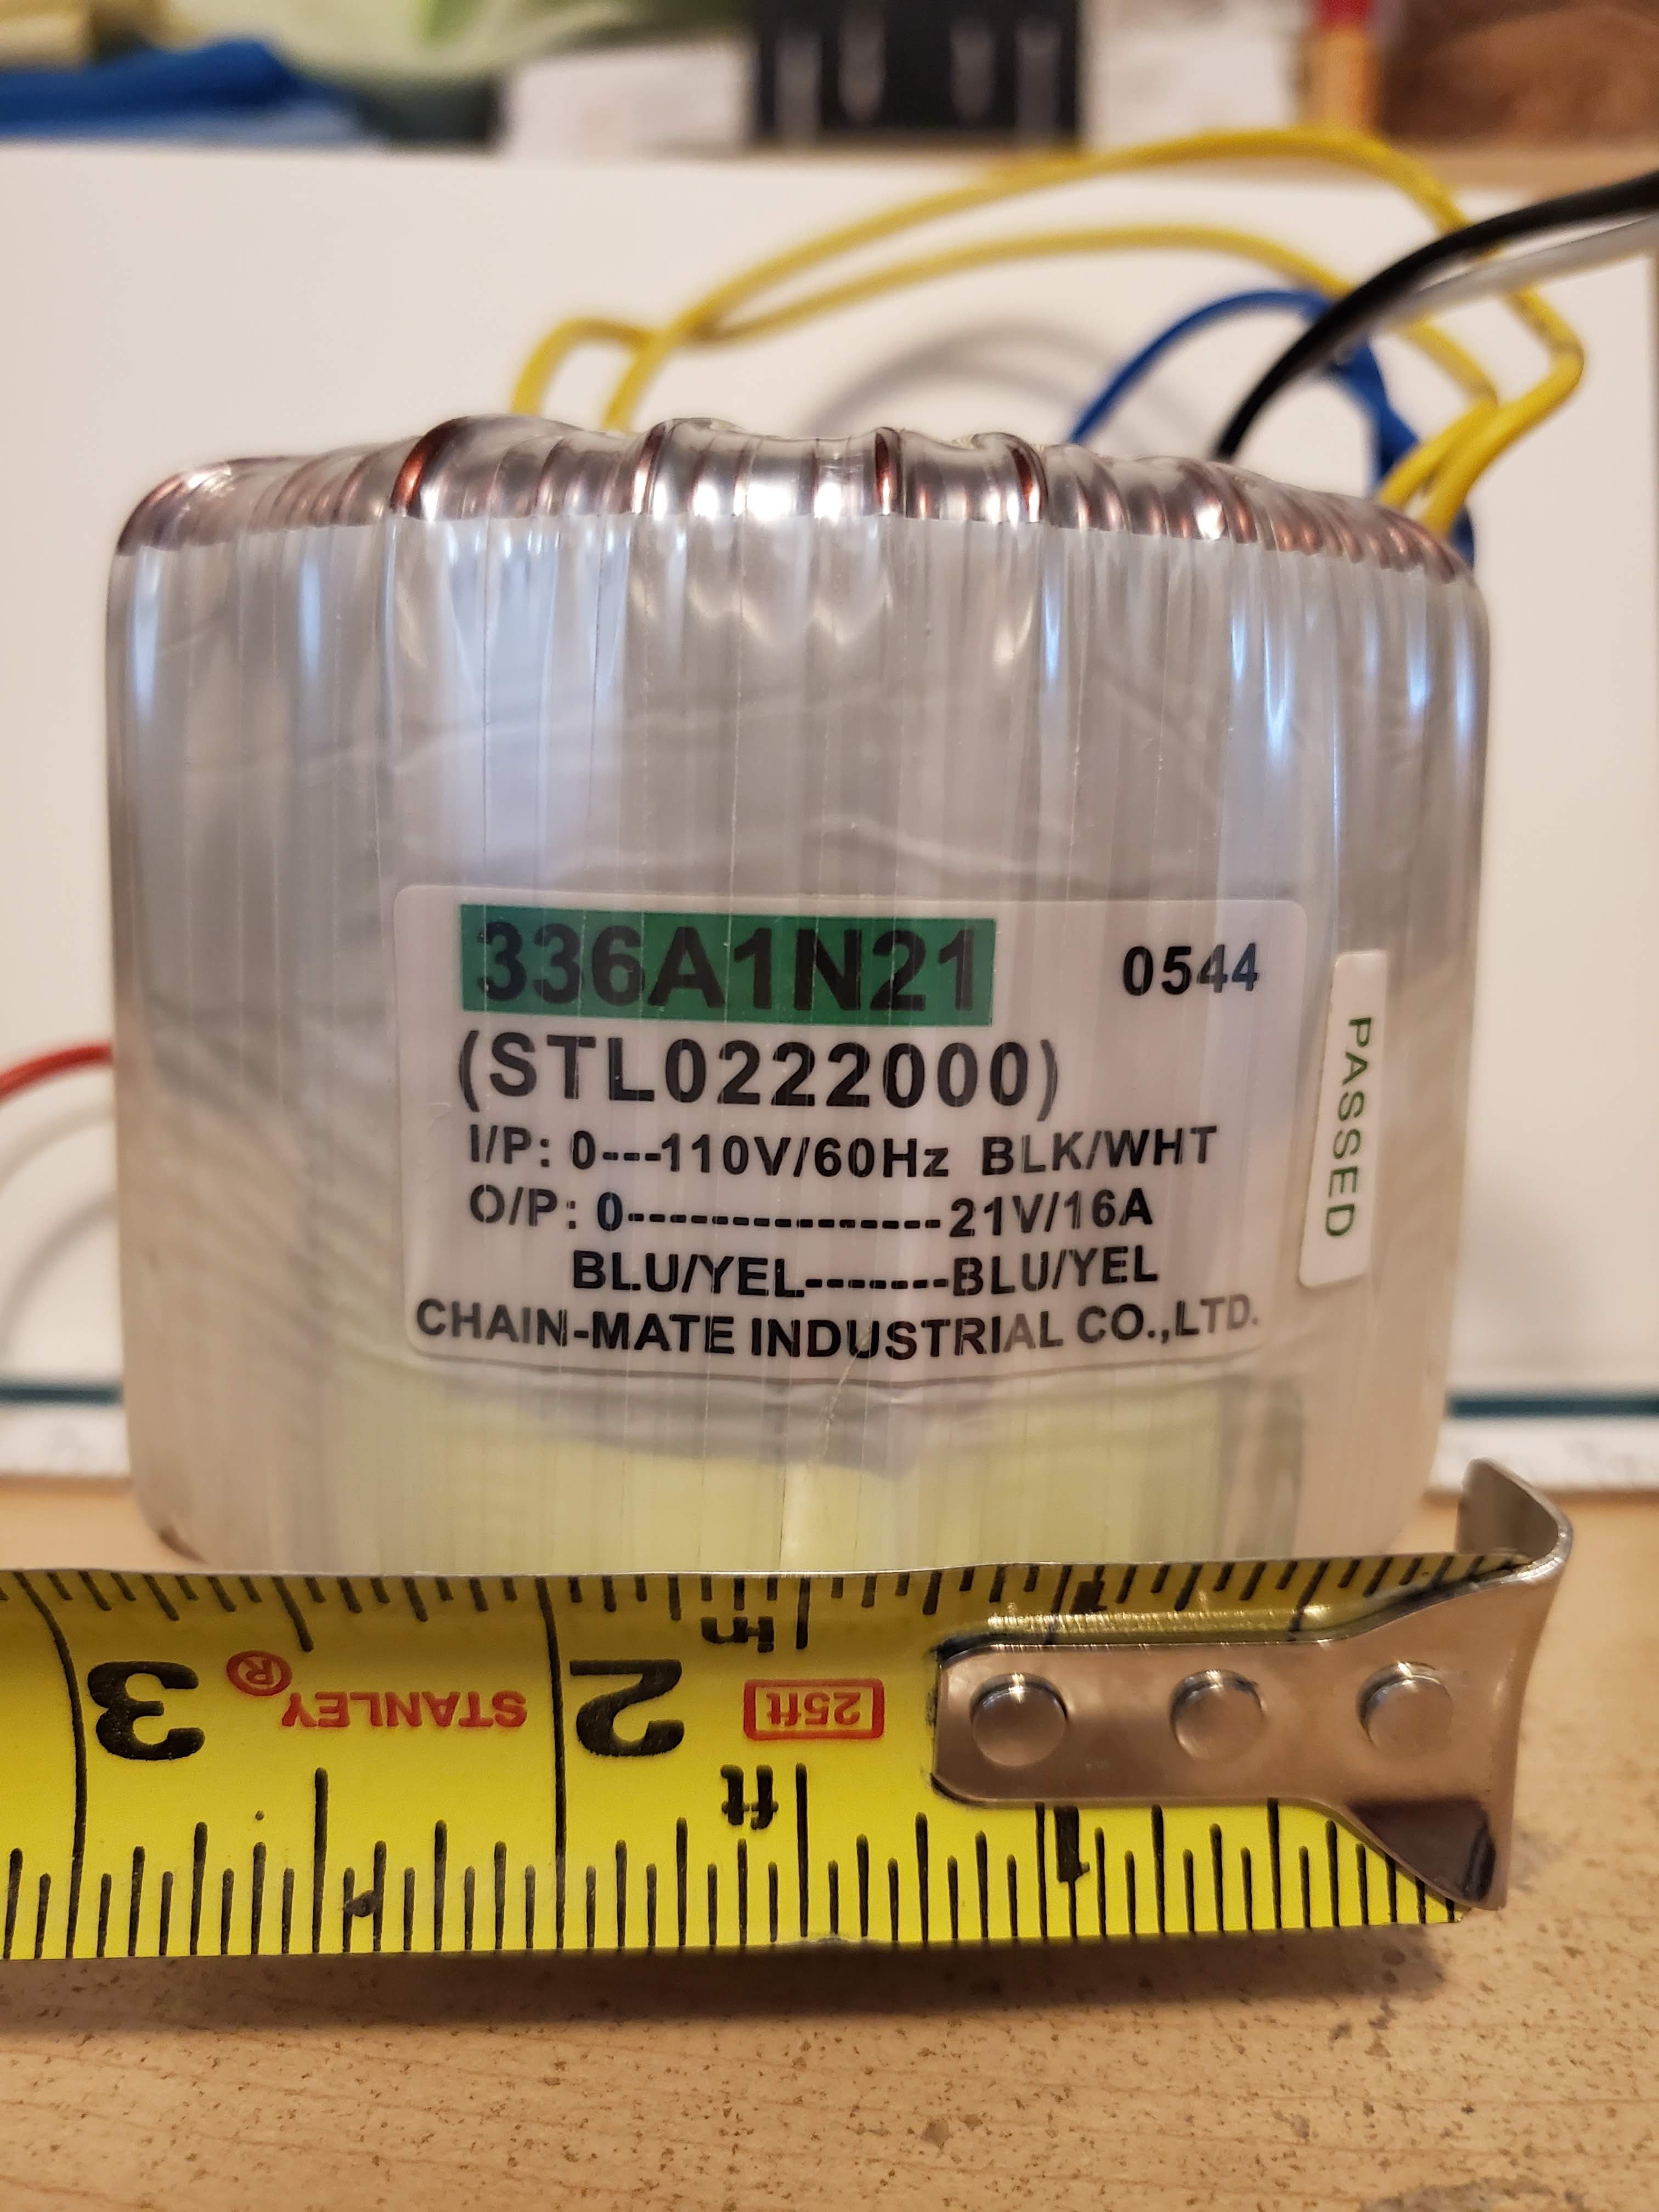 336A1N21 0544
(STL0222000)
I/P: 0---110V/60Hz BLK/WHT
O/P: 0---------------21V/16A
BLU/YEL-------BLU/YEL
CHAIN-MATE INDUSTRIAL CO.,LTD.
PASSED
3 STANLEY® 2 25ft in
ft
1